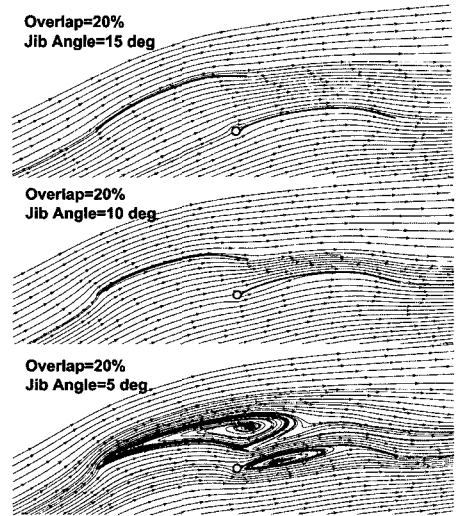 Overlap=20%
Jib Angle=15 deg
Overlap=20%
Jib Angle=10 deg
Overlap=20%
Jib Angle=5 deg